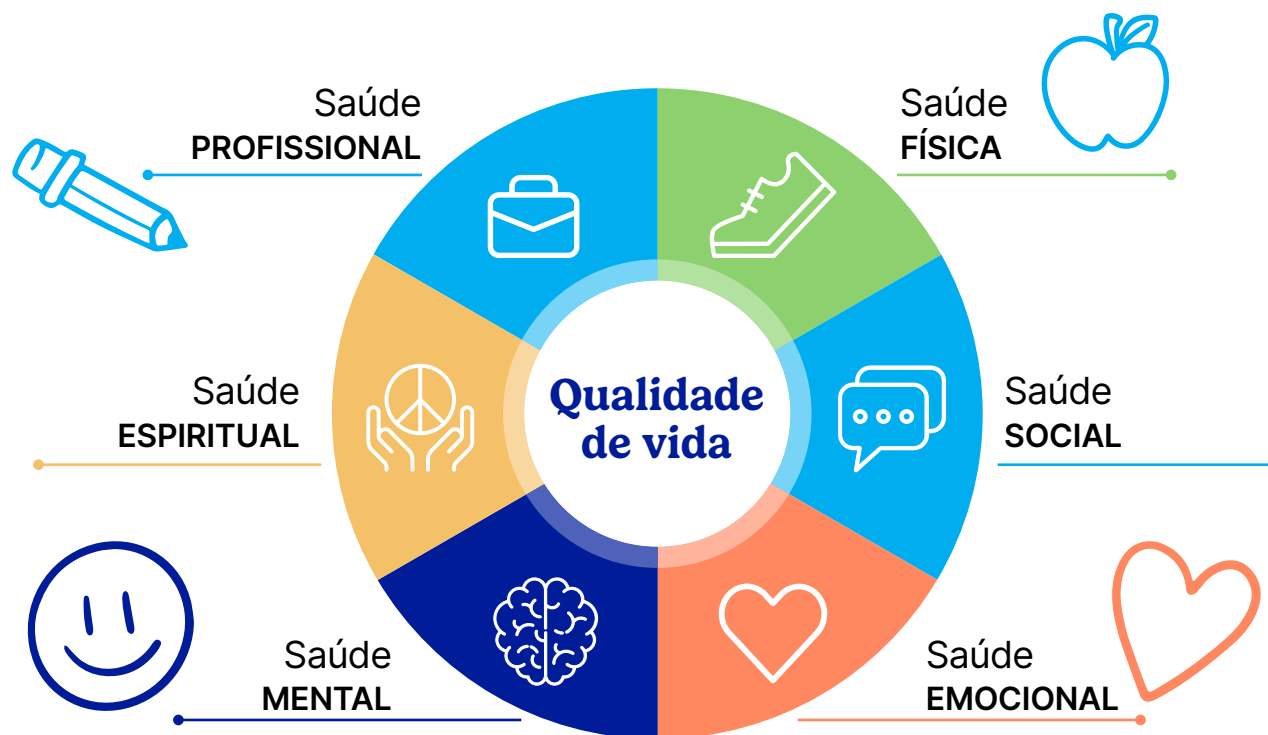 Saúde
PROFISSIONAL
Saúde
FÍSICA
Saúde
ESPIRITUAL
Qualidade
de vida
Saúde
SOCIAL
Saúde
MENTAL
Saúde
EMOCIONAL